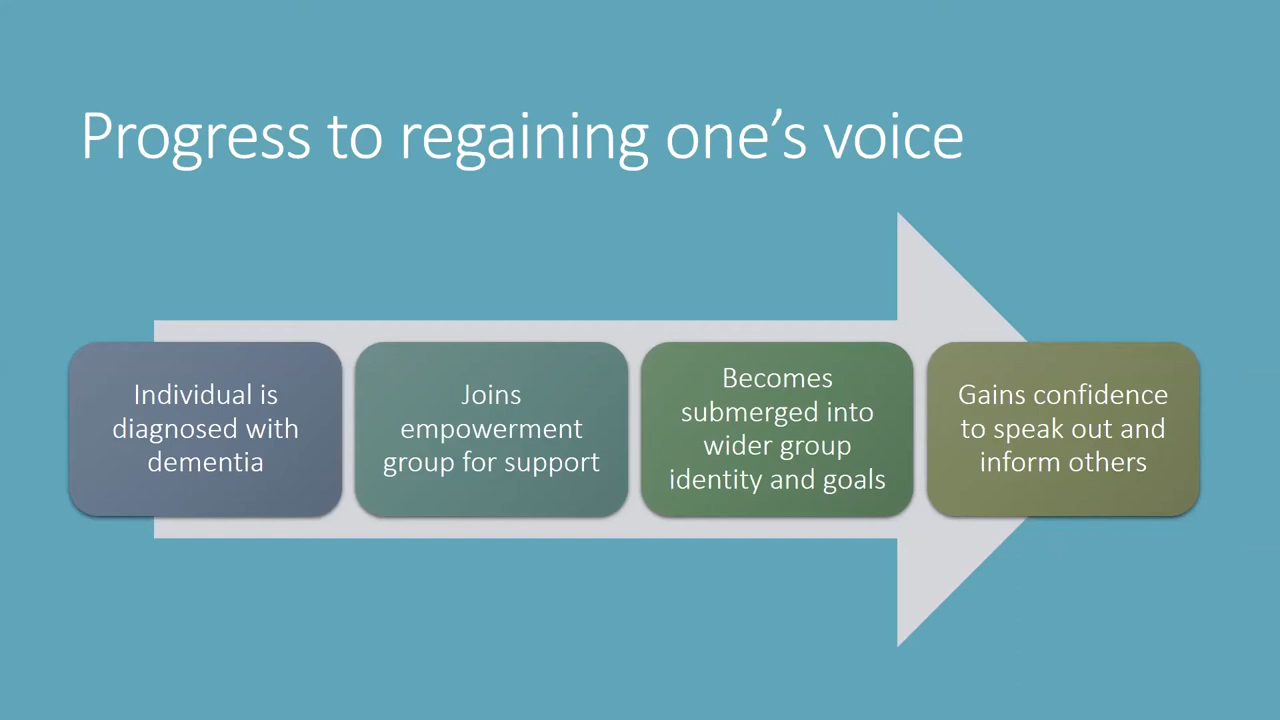 Progress to regaining one’s voice
Individual is
diagnosed with
dementia
Joins
empowerment
group for support
Becomes
submerged into
wider group
identity and goals
Gains confidence
to speak out and
inform others